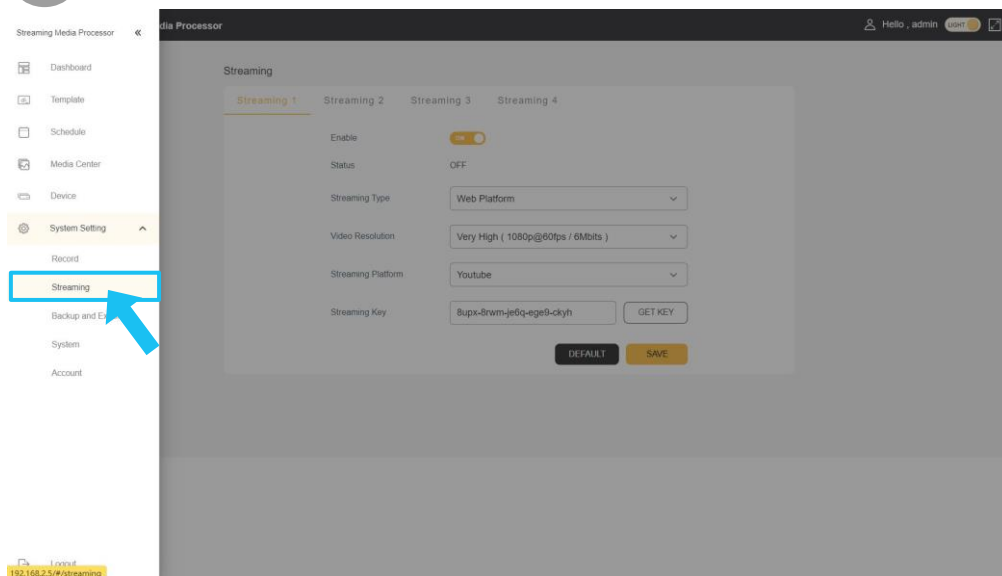 Streaming Media Processor «
dia Processor
Hello , admin LIGHT
Dashboard
Template
Schedule
Media Center
Device
System Setting
Record
Streaming
Backup and
System
Account
Logout
192.168.2.5/#/streaming
Streaming
Streaming 1 Streaming 2 Streaming 3 Streaming 4
Enable ON
Status OFF
Streaming Type Web Platform
Video Resolution Very High ( 1080p@60fps / 6Mbits )
Streaming Platform Youtube
Streaming Key 8upx-8rwm-je6q-ege9-ckyh GET KEY
DEFAULT SAVE